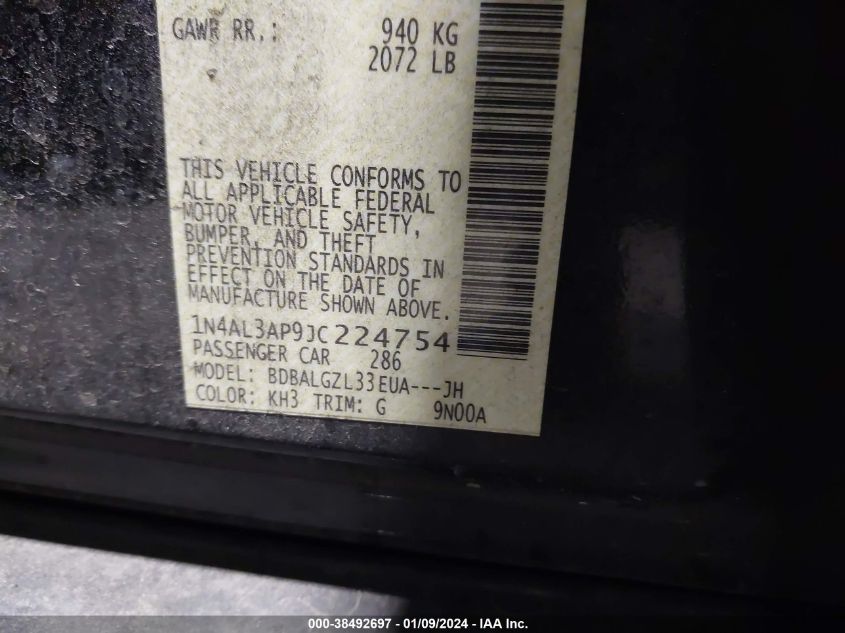 GAWR RR.: 940 KG
2072 LB
THIS VEHICLE CONFORMS TO
ALL APPLICABLE FEDERAL
MOTOR VEHICLE SAFETY,
BUMPER, AND THEFT
PREVENTION STANDARDS IN
EFFECT ON THE DATE OF
MANUFACTURE SHOWN ABOVE.
1N4AL3AP9JC224754
PASSENGER CAR 286
MODEL: BDBALGZL33EUA---JH
COLOR: KH3 TRIM: G 9N00A
000-38492697 - 01/09/2024 - IAA Inc.